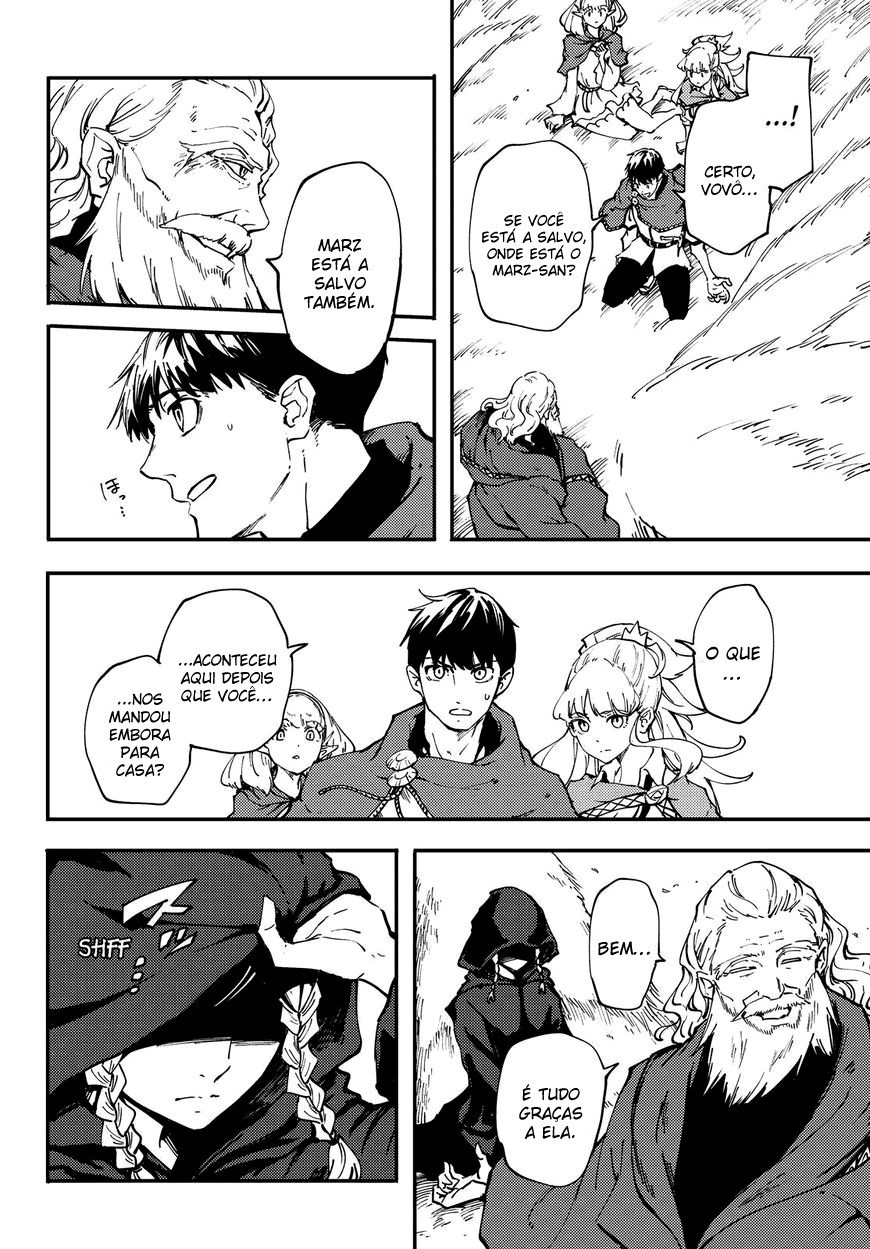 ...!
CERTO,
VOVÔ...
SE VOCÊ
ESTÁ A SALVO,
ONDE ESTÁ O
MARZ-SAN?
MARZ
ESTÁ A
SALVO
TAMBÉM.
ほっ…
O QUE
...
...ACONTECEU
AQUI DEPOIS
QUE VOCÊ...
...NOS
MANDOU
EMBORA
PARA
CASA?
BEM...
É TUDO
GRAÇAS
A ELA.
SHFF